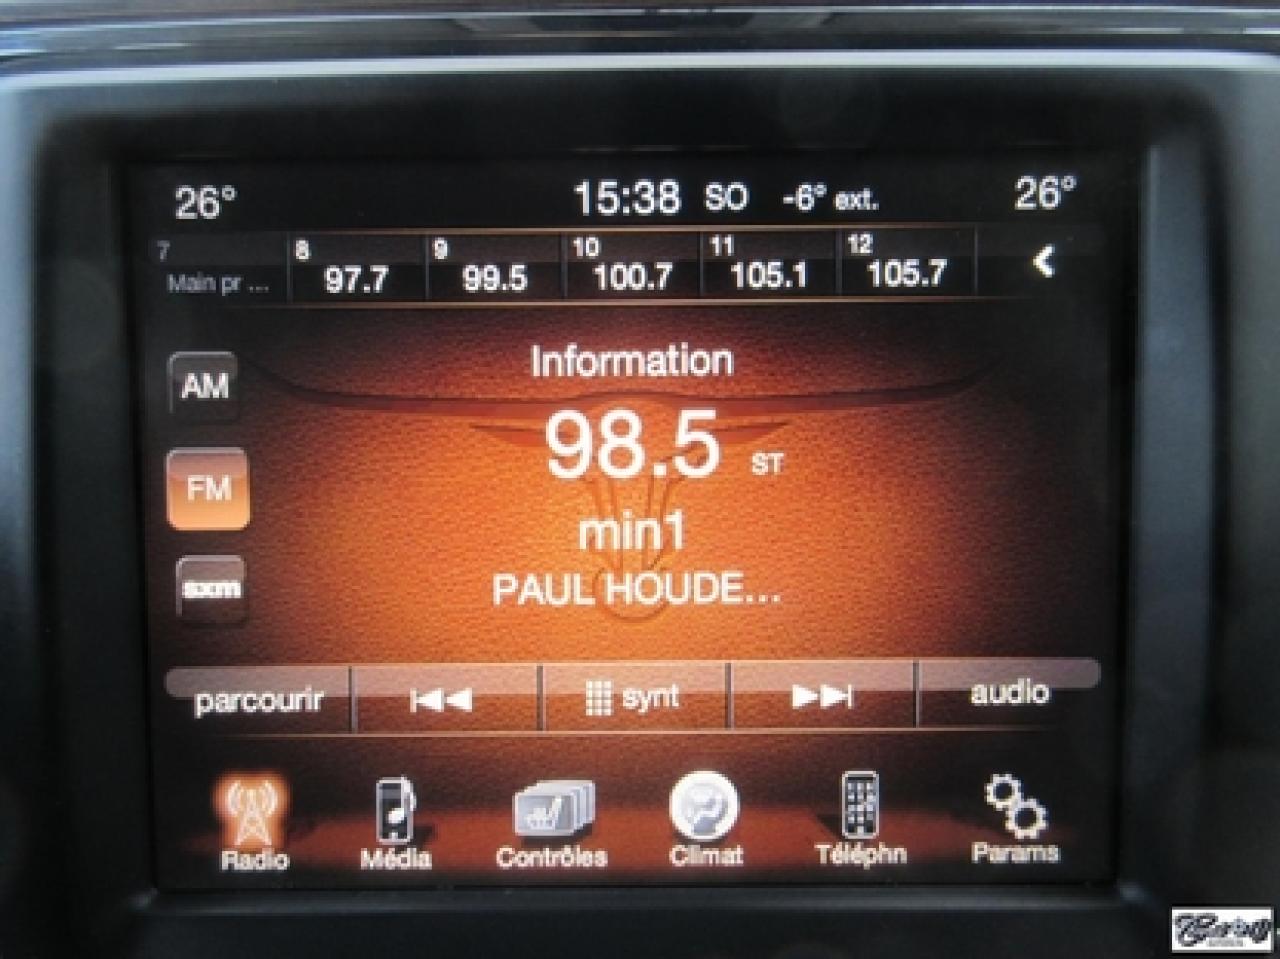 26° 15:38 SO -6° ext. 26°
7 8 9 10 11 12
Main pr ... 97.7 99.5 100.7 105.1 105.7
Information
AM
98.5 ST
FM
min1
sxm
PAUL HOUDE...
parcourir synt audio
Radio Média Contrôles Climat Téléphn Params